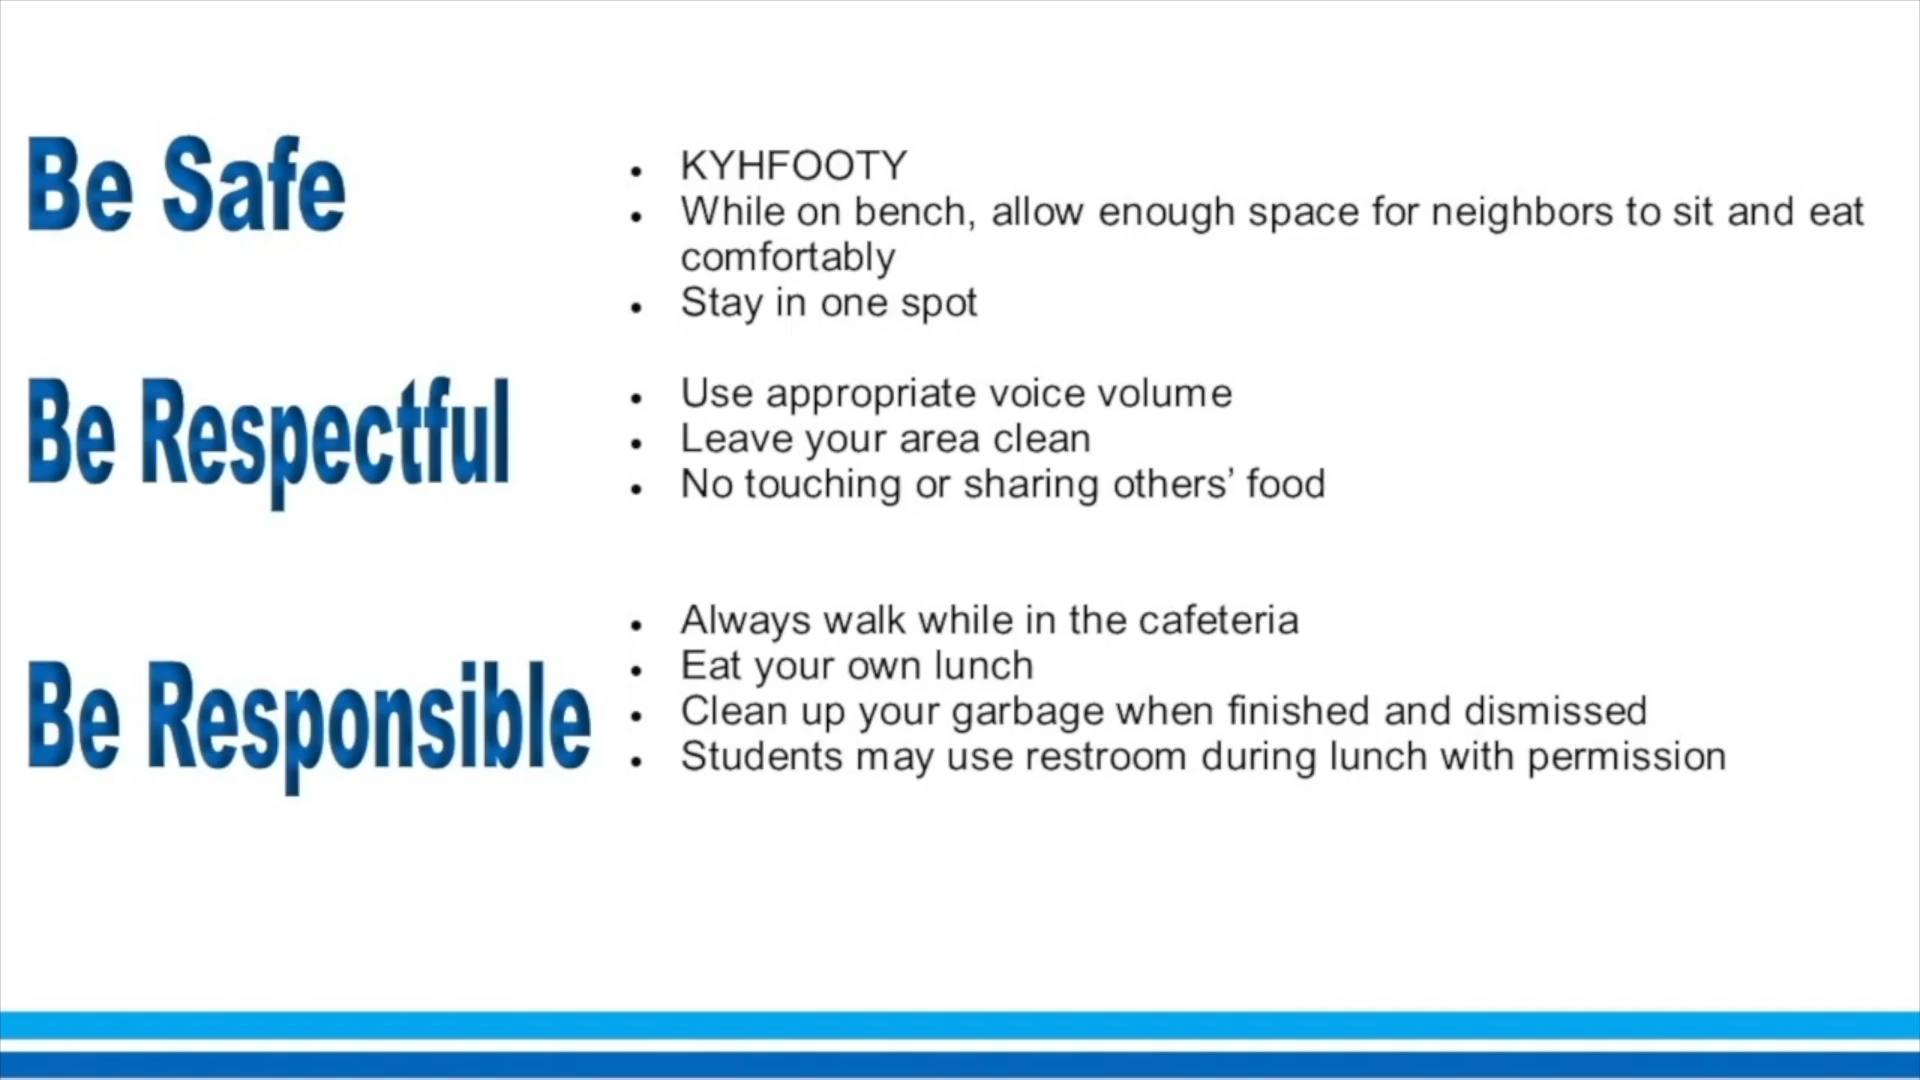 Be Safe
• KYHFOOTY
• While on bench, allow enough space for neighbors to sit and eat
comfortably
• Stay in one spot
Be Respectful
• Use appropriate voice volume
• Leave your area clean
• No touching or sharing others’ food
Be Responsible
• Always walk while in the cafeteria
• Eat your own lunch
• Clean up your garbage when finished and dismissed
• Students may use restroom during lunch with permission